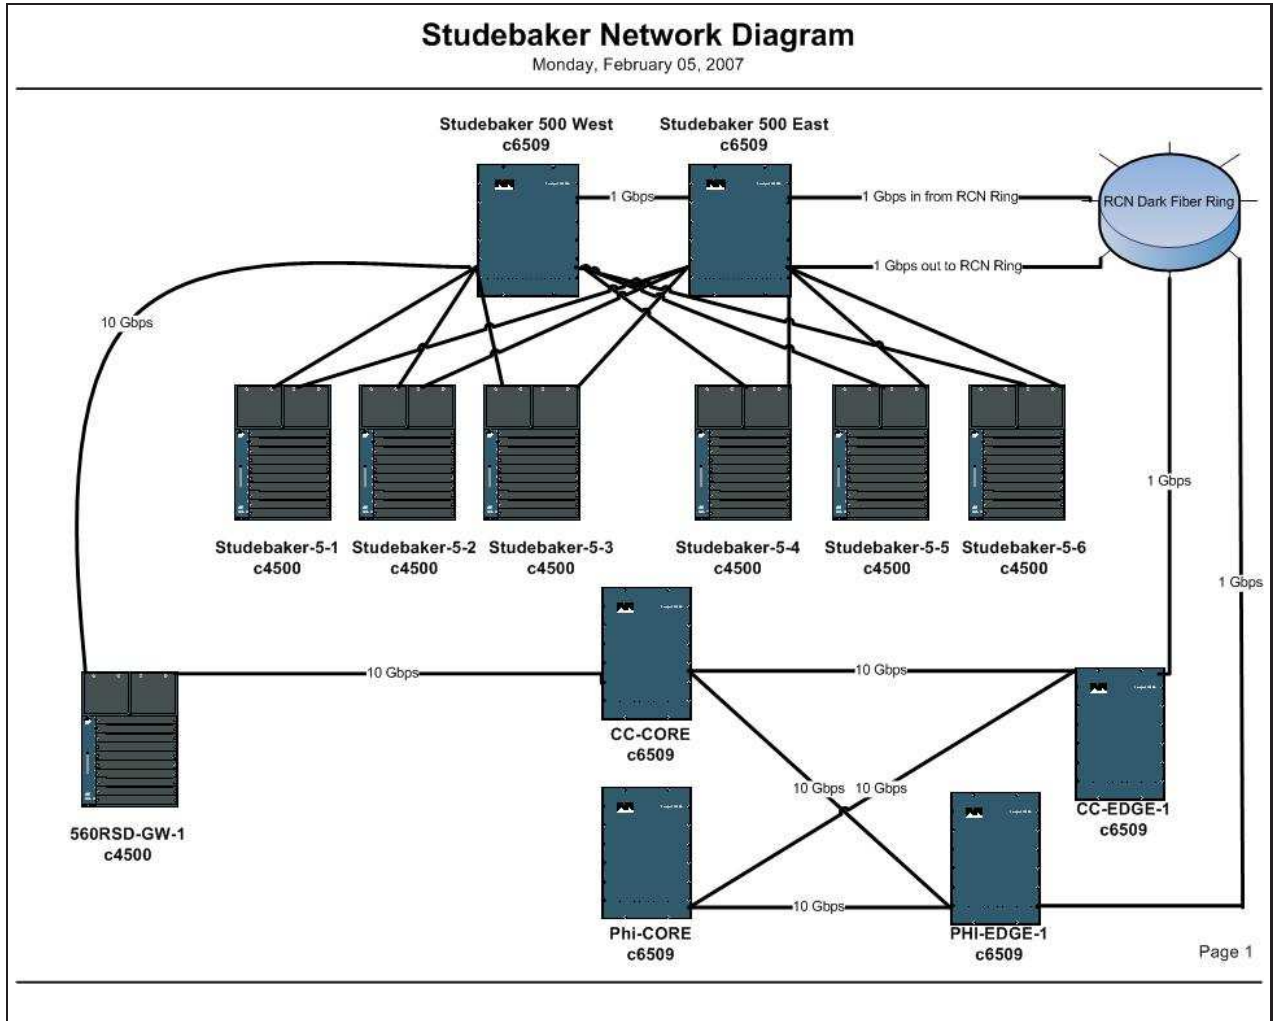 Studebaker Network Diagram
Monday, February 05, 2007
Studebaker 500 West
c6509
Studebaker 500 East
c6509
1 Gbps
1 Gbps in from RCN Ring
RCN Dark Fiber Ring
1 Gbps out to RCN Ring
10 Gbps
1 Gbps
Studebaker-5-1
c4500
Studebaker-5-2
c4500
Studebaker-5-3
c4500
Studebaker-5-4
c4500
Studebaker-5-5
c4500
Studebaker-5-6
c4500
1 Gbps
10 Gbps
10 Gbps
CC-CORE
c6509
10 Gbps
10 Gbps
CC-EDGE-1
c6509
560RSD-GW-1
c4500
10 Gbps
Phi-CORE
c6509
PHI-EDGE-1
c6509
Page 1